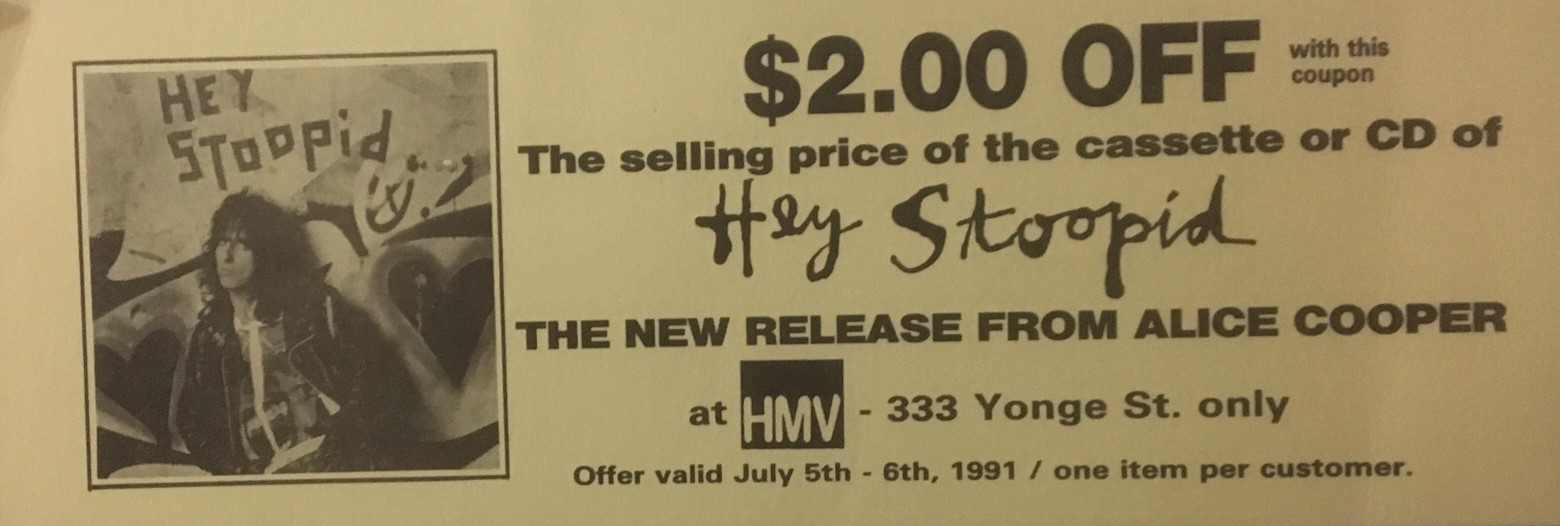 HEY
STOOPid
$2.00 OFF with this
coupon
The selling price of the cassette or CD of
Hey Stoopid
THE NEW RELEASE FROM ALICE COOPER
at HMV - 333 Yonge St. only
Offer valid July 5th - 6th, 1991 / one item per customer.